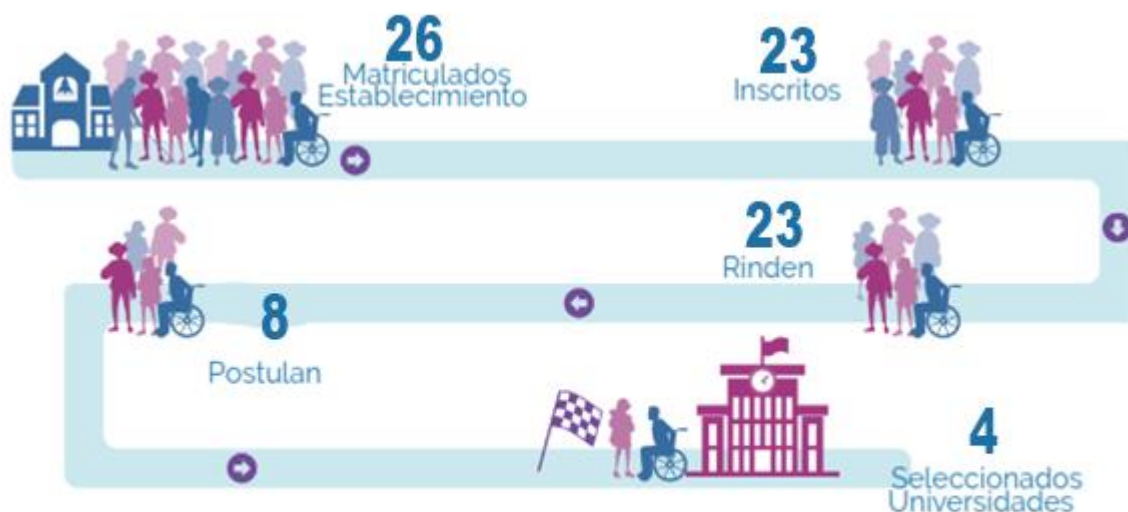 26
Matriculados
Establecimiento
23
Inscritos
23
Rinden
8
Postulan
4
Seleccionados
Universidades